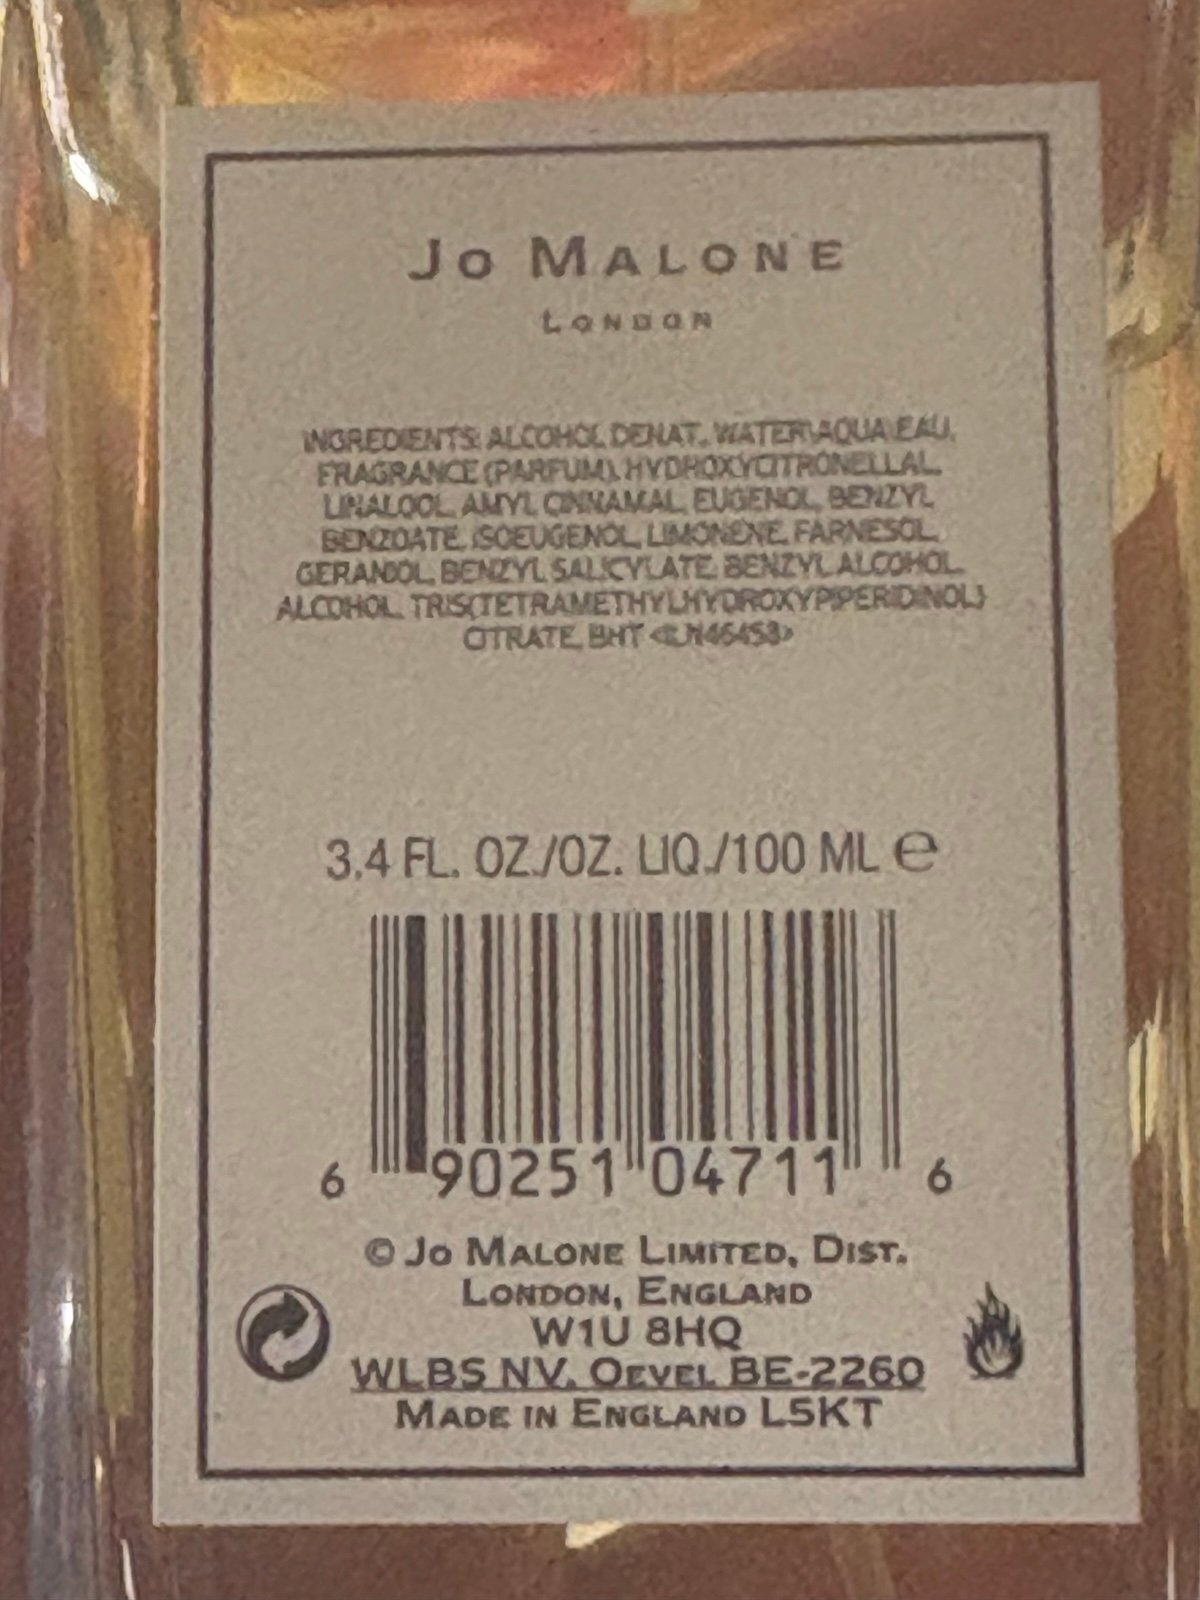 JO MALONE
LONDON
INGREDIENTS: ALCOHOL DENAT., WATER\AQUA\EAU,
FRAGRANCE (PARFUM), HYDROXYCITRONELLAL,
LINALOOL, AMYL CINNAMAL, EUGENOL, BENZYL
BENZOATE, ISOEUGENOL, LIMONENE, FARNESOL,
GERANIOL, BENZYL SALICYLATE, BENZYL ALCOHOL,
ALCOHOL, TRIS(TETRAMETHYLHYDROXYPIPERIDINOL)
CITRATE, BHT <ILN46453>
3.4 FL. OZ./OZ. LIQ./100 ML ℮
6 90251 04711 6
© JO MALONE LIMITED, DIST.
LONDON, ENGLAND
W1U 8HQ
WLBS NV, OEVEL BE-2260
MADE IN ENGLAND L5KT